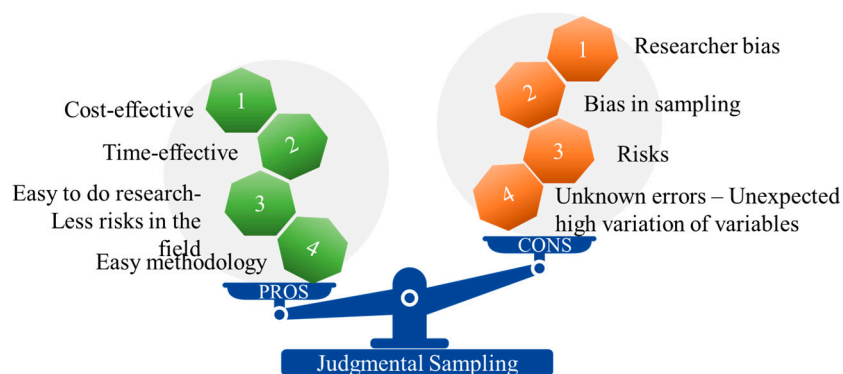 1
Cost-effective
2
Time-effective
3
Easy to do research-
Less risks in the
field
4
Easy methodology
PROS
1
Researcher bias
2
Bias in sampling
3
Risks
4
Unknown errors – Unexpected
high variation of variables
CONS
Judgmental Sampling